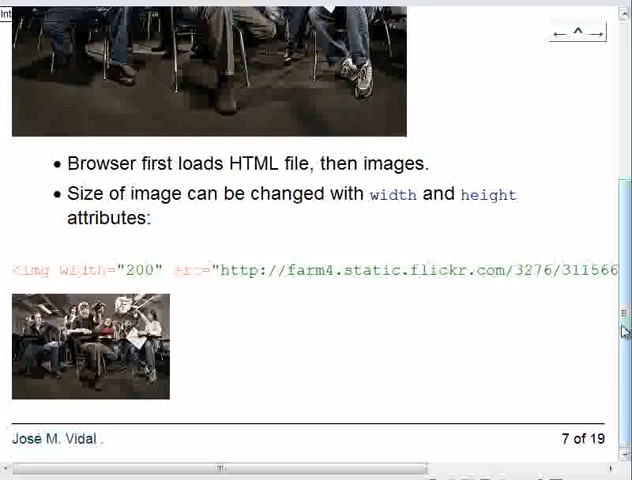 Int
← ^ →
• Browser first loads HTML file, then images.
• Size of image can be changed with width and height
attributes:
<img width="200" src="http://farm4.static.flickr.com/3276/311566
José M. Vidal .
7 of 19